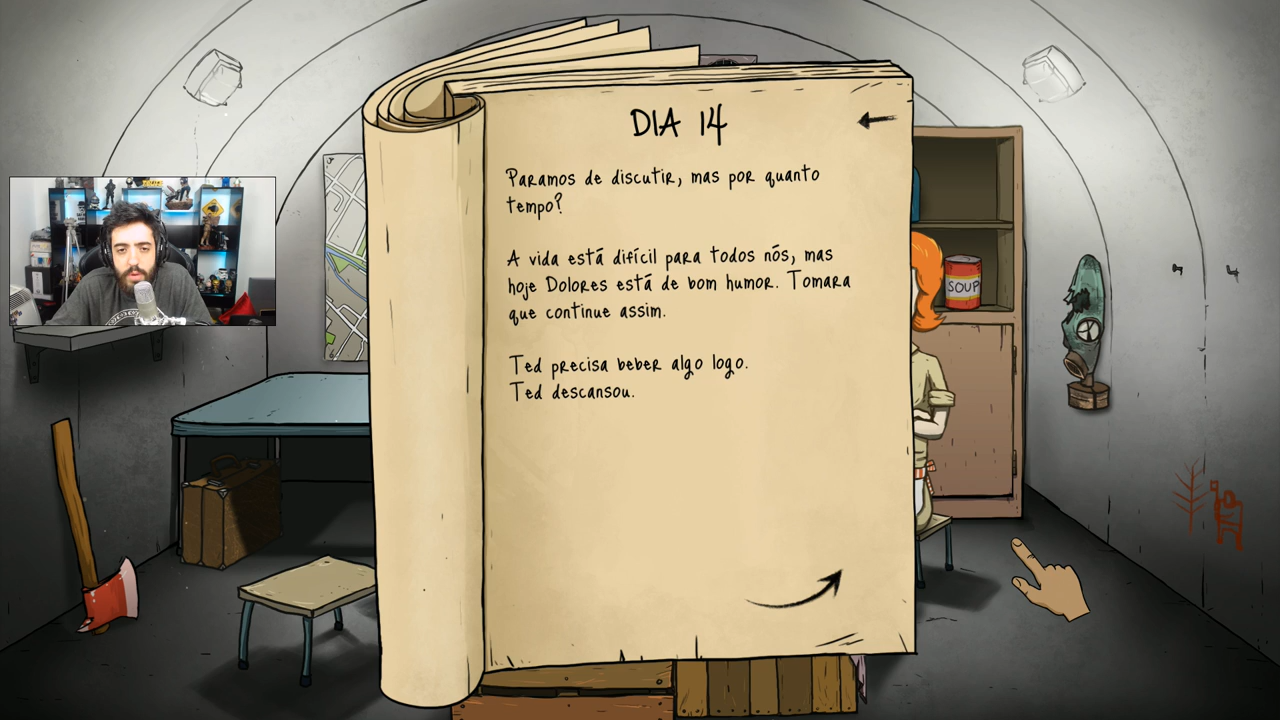 DIA 14
Paramos de discutir, mas por quanto
tempo?
A vida está difícil para todos nós, mas
hoje Dolores está de bom humor. Tomara
que continue assim.
Ted precisa beber algo logo.
Ted descansou.
SOUP